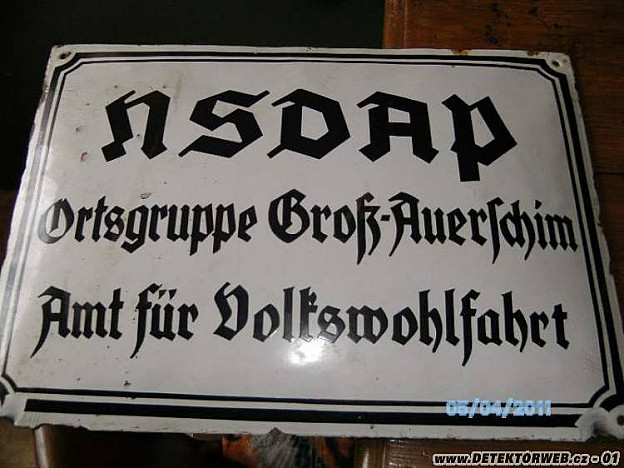 NSDAP
Ortsgruppe Groß-Auerschim
Amt für Volkswohlfahrt
05/04/2011
WWW.DETEKTORWEB.cz - 01